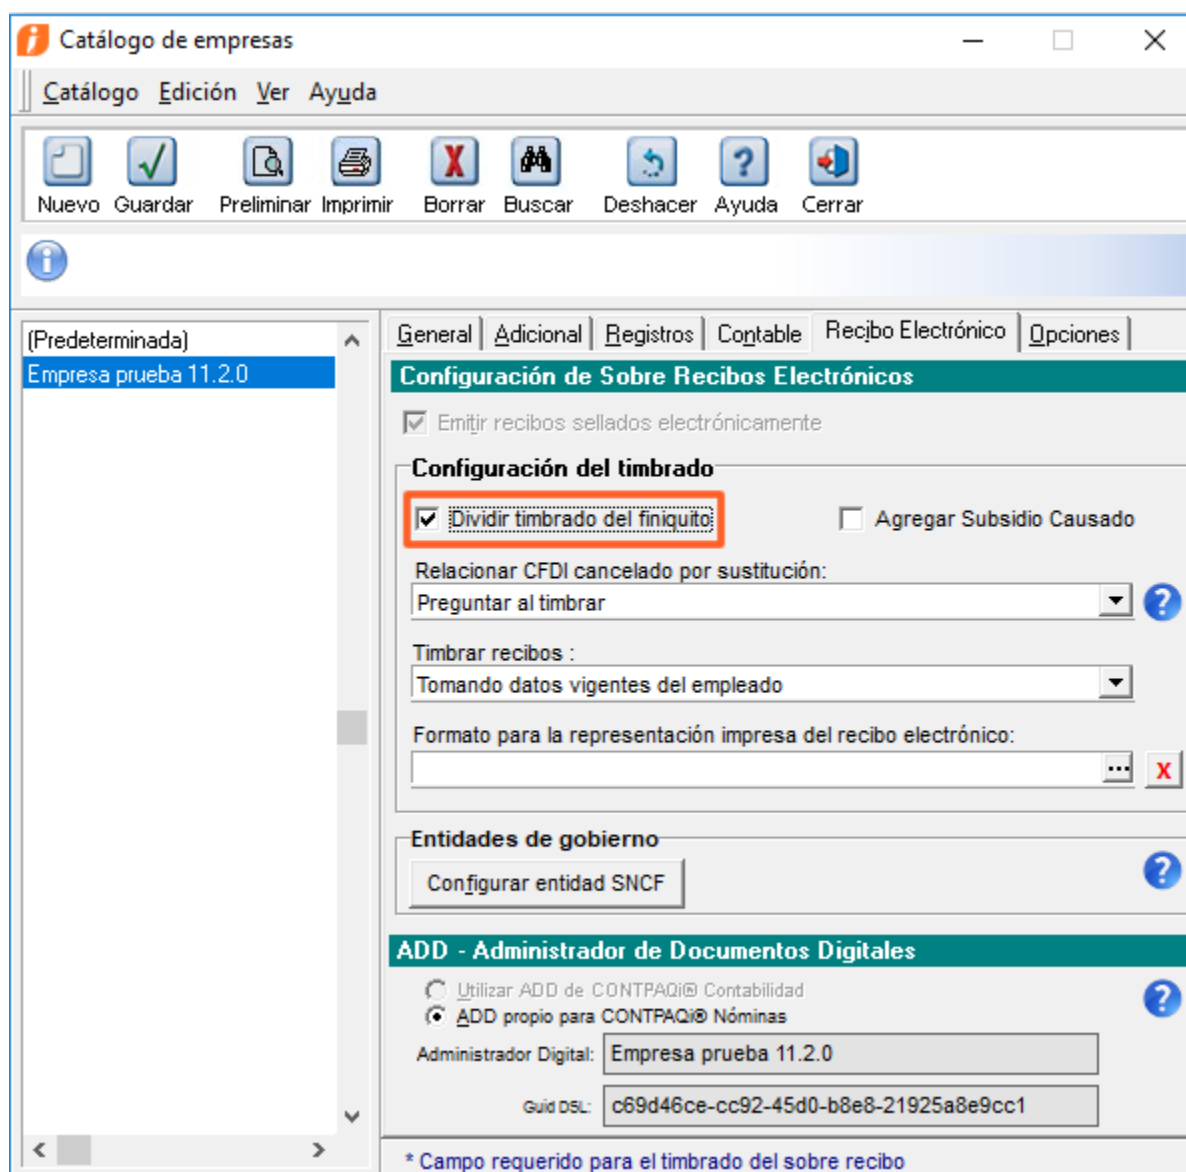 Catálogo de empresas
Catálogo Edición Ver Ayuda
Nuevo Guardar Preliminar Imprimir Borrar Buscar Deshacer Ayuda Cerrar
(Predeterminada)
Empresa prueba 11.2.0
General Adicional Registros Contable Recibo Electrónico Opciones
Configuración de Sobre Recibos Electrónicos
Emitir recibos sellados electrónicamente
Configuración del timbrado
Dividir timbrado del finiquito
Agregar Subsidio Causado
Relacionar CFDI cancelado por sustitución:
Preguntar al timbrar
Timbrar recibos :
Tomando datos vigentes del empleado
Formato para la representación impresa del recibo electrónico:
Entidades de gobierno
Configurar entidad SNCF
ADD - Administrador de Documentos Digitales
Utilizar ADD de CONTPAQi® Contabilidad
ADD propio para CONTPAQi® Nóminas
Administrador Digital: Empresa prueba 11.2.0
Guid DSL: c69d46ce-cc92-45d0-b8e8-21925a8e9cc1
* Campo requerido para el timbrado del sobre recibo